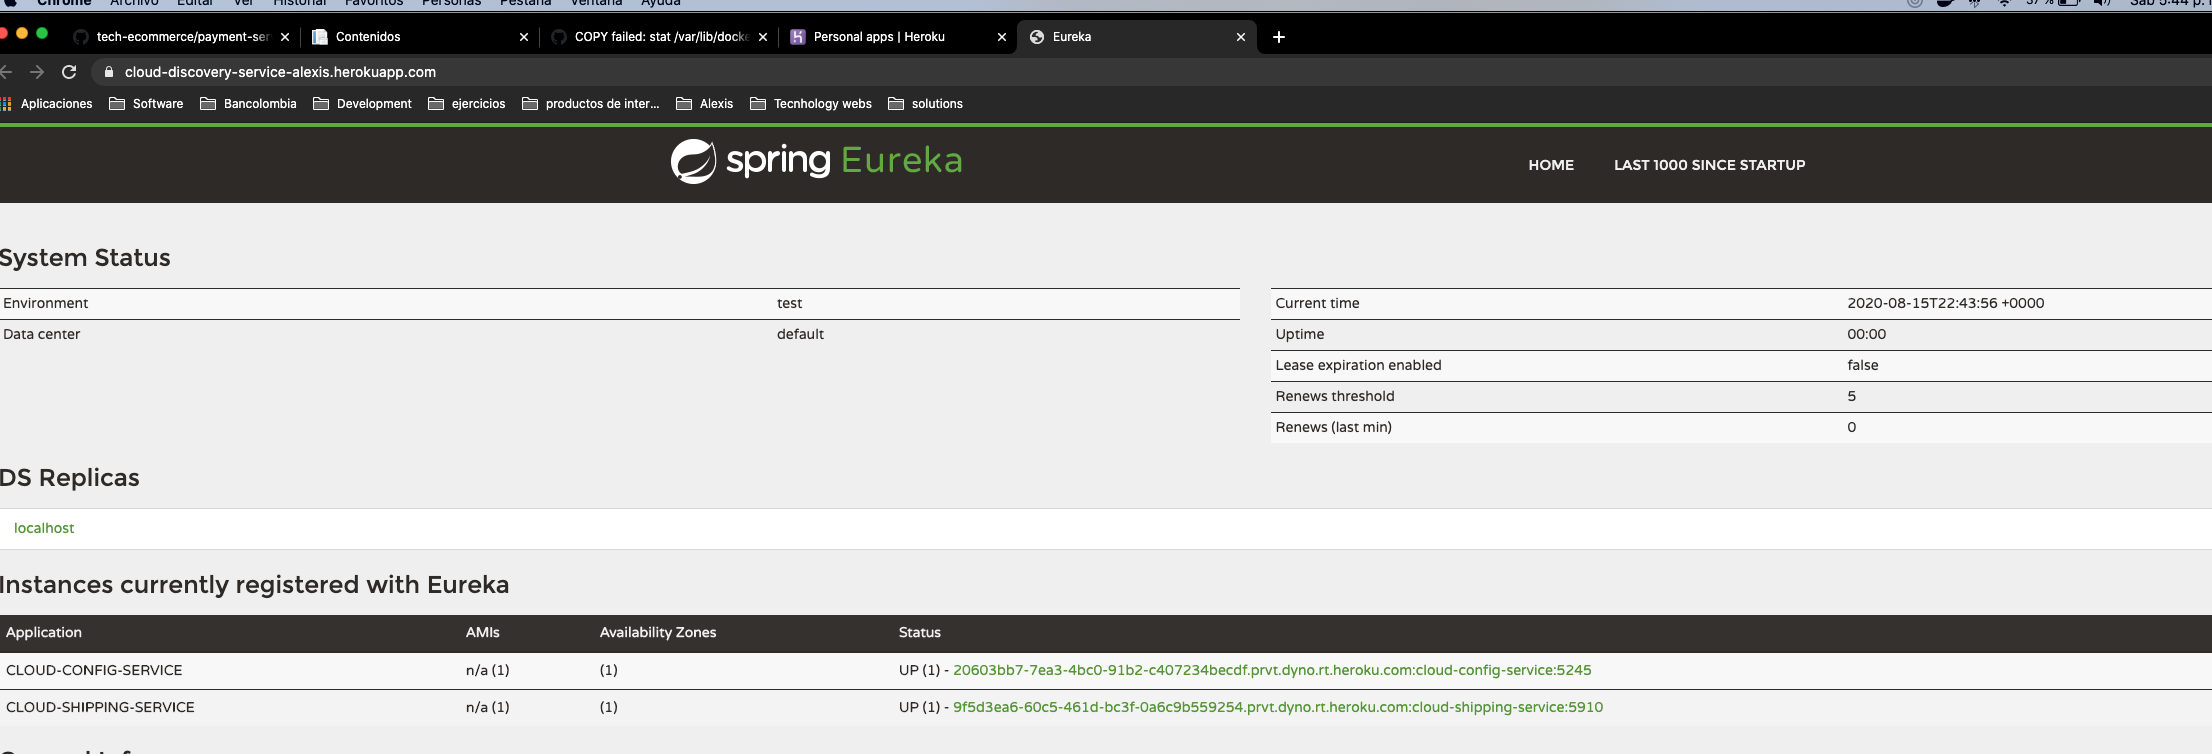 Chrome Archivo Editar Ver Historial Favoritos Personas Pestaña Ventana Ayuda 37 % Sáb 5:44 p.
tech-ecommerce/payment-ser Contenidos COPY failed: stat /var/lib/docke Personal apps | Heroku Eureka
cloud-discovery-service-alexis.herokuapp.com
Aplicaciones Software Bancolombia Development ejercicios productos de inter... Alexis Tecnhology webs solutions
spring Eureka HOME LAST 1000 SINCE STARTUP
System Status
Environment test
Data center default
Current time 2020-08-15T22:43:56 +0000
Uptime 00:00
Lease expiration enabled false
Renews threshold 5
Renews (last min) 0
DS Replicas
localhost
Instances currently registered with Eureka
Application AMIs Availability Zones Status
CLOUD-CONFIG-SERVICE n/a (1) (1) UP (1) - 20603bb7-7ea3-4bc0-91b2-c407234becdf.prvt.dyno.rt.heroku.com:cloud-config-service:5245
CLOUD-SHIPPING-SERVICE n/a (1) (1) UP (1) - 9f5d3ea6-60c5-461d-bc3f-0a6c9b559254.prvt.dyno.rt.heroku.com:cloud-shipping-service:5910